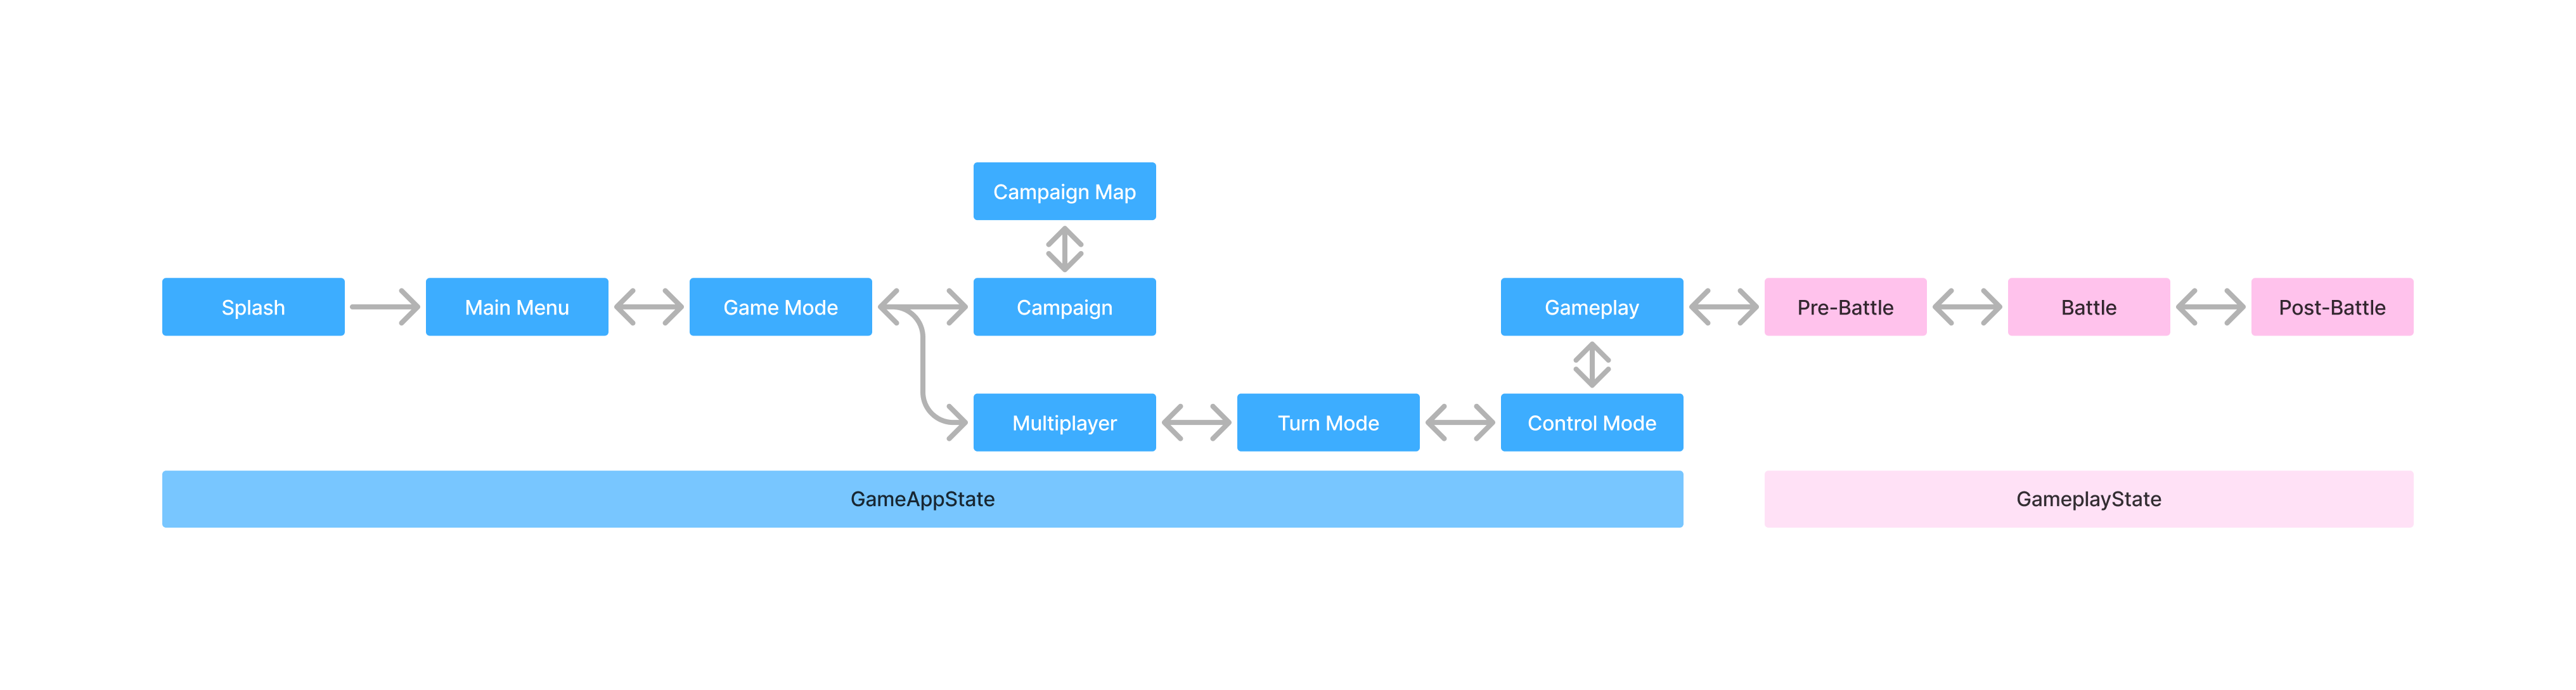 Campaign Map
Splash
Main Menu
Game Mode
Campaign
Gameplay
Pre-Battle
Battle
Post-Battle
Multiplayer
Turn Mode
Control Mode
GameAppState
GameplayState